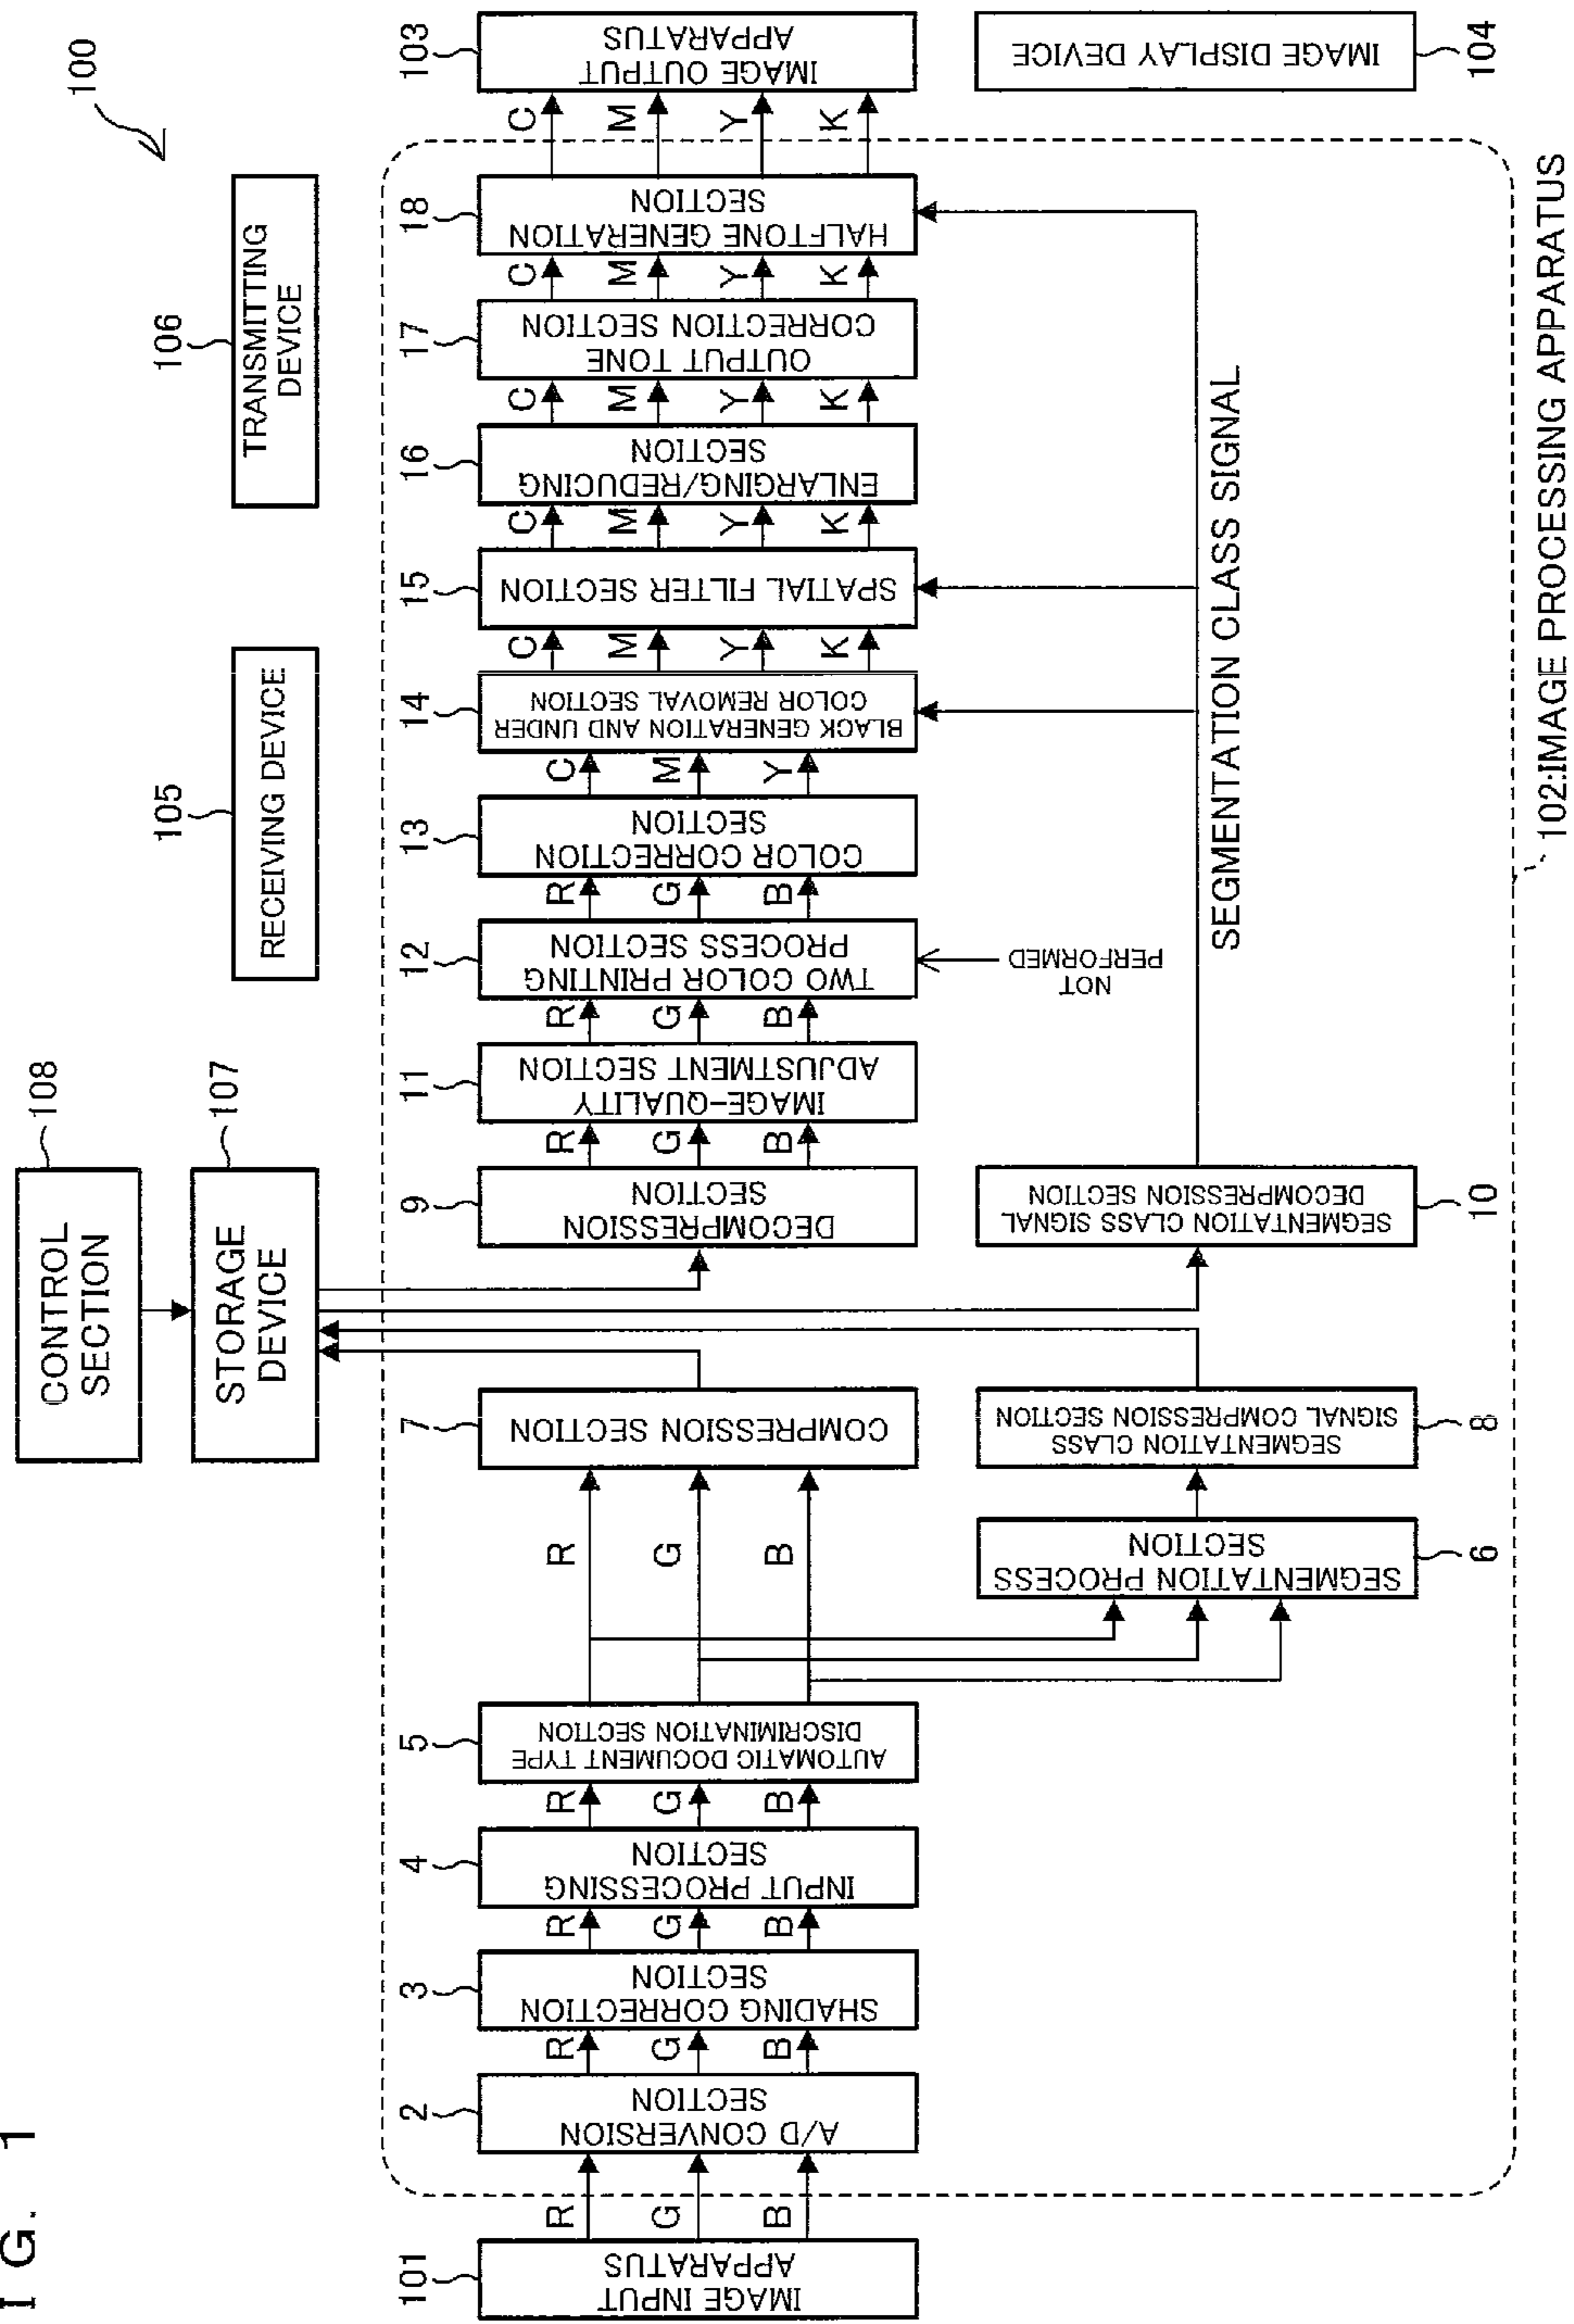 I G. 1
100
108
CONTROL
SECTION
107
STORAGE
DEVICE
105
RECEIVING DEVICE
106
TRANSMITTING
DEVICE
101
IMAGE INPUT
APPARATUS
R
G
B
2
A/D CONVERSION
SECTION
R
G
B
3
SHADING CORRECTION
SECTION
R
G
B
4
INPUT PROCESSING
SECTION
R
G
B
5
AUTOMATIC DOCUMENT TYPE
DISCRIMINATION SECTION
R
G
B
7
COMPRESSION SECTION
SEGMENTATION PROCESS
SECTION
6
SEGMENTATION CLASS
SIGNAL COMPRESSION SECTION
8
9
DECOMPRESSION
SECTION
SEGMENTATION CLASS SIGNAL
DECOMPRESSION SECTION
10
R
G
B
11
IMAGE-QUALITY
ADJUSTMENT SECTION
R
G
B
12
TWO COLOR PRINTING
PROCESS SECTION
NOT
PERFORMED
R
G
B
13
COLOR CORRECTION
SECTION
C
M
Y
14
BLACK GENERATION AND UNDER
COLOR REMOVAL SECTION
C
M
Y
K
15
SPATIAL FILTER SECTION
C
M
Y
K
16
ENLARGING/REDUCING
SECTION
C
M
Y
K
17
OUTPUT TONE
CORRECTION SECTION
C
M
Y
K
18
HALFTONE GENERATION
SECTION
C
M
Y
K
103
IMAGE OUTPUT
APPARATUS
IMAGE DISPLAY DEVICE
104
SEGMENTATION CLASS SIGNAL
102:IMAGE PROCESSING APPARATUS